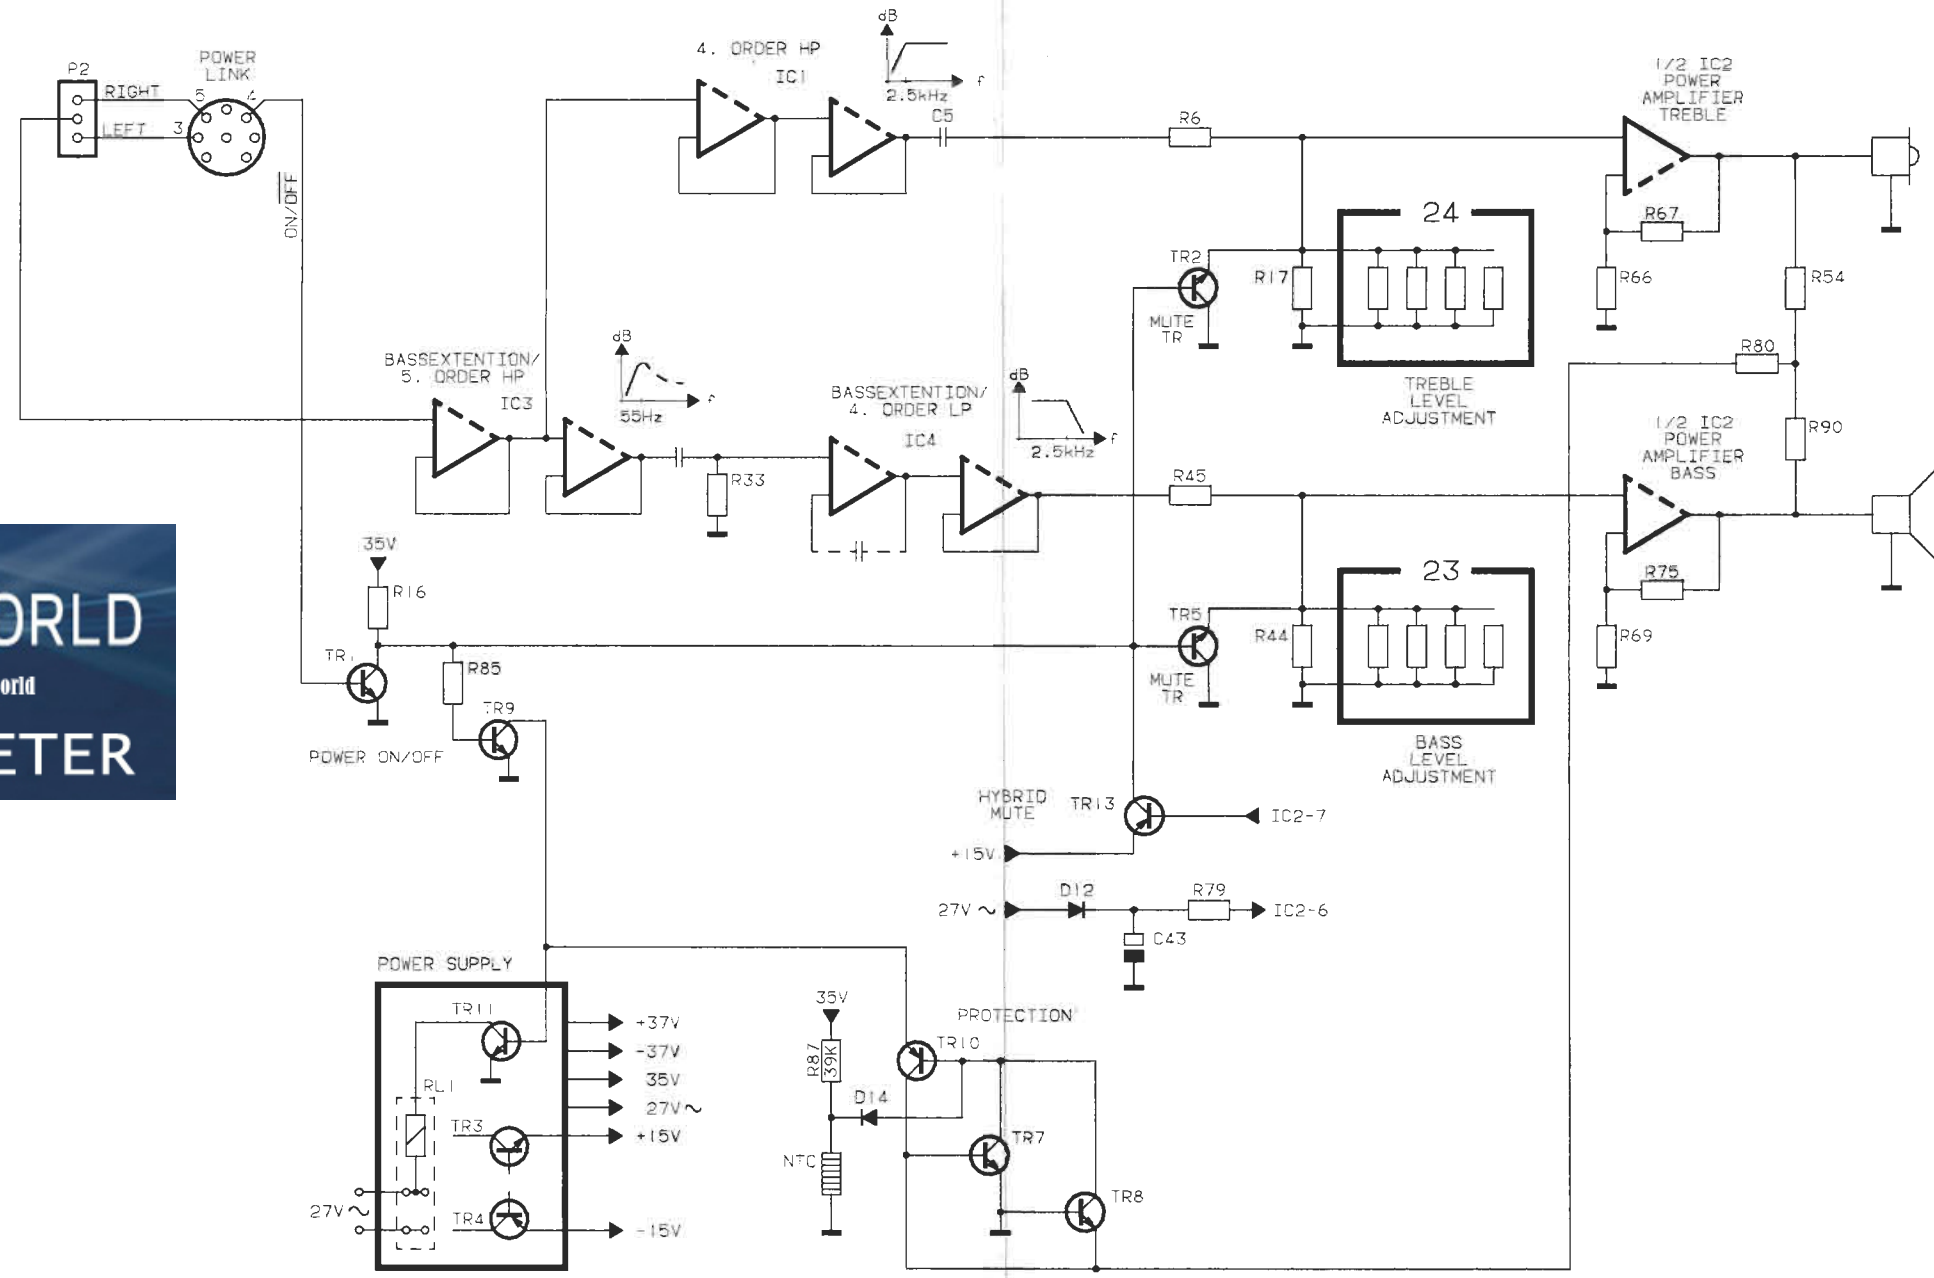 P2
RIGHT
LEFT
POWER
LINK
5
4
3
ON/OFF
4. ORDER HP
IC1
dB
f
2.5kHz
C5
R6
1/2 IC2
POWER
AMPLIFIER
TREBLE
R67
R66
R54
R80
R90
TR2
MUTE
TR
R17
24
TREBLE
LEVEL
ADJUSTMENT
BASSEXTENTION/
5. ORDER HP
IC3
dB
f
55Hz
R33
BASSEXTENTION/
4. ORDER LP
IC4
dB
f
2.5kHz
R45
1/2 IC2
POWER
AMPLIFIER
BASS
R75
R69
TR5
MUTE
TR
R44
23
BASS
LEVEL
ADJUSTMENT
ORLD
orld
ETER
35V
R16
R85
TR9
POWER ON/OFF
HYBRID
MUTE
TR13
IC2-7
+15V
27V ~
D12
R79
IC2-6
C43
POWER SUPPLY
TR11
RL1
TR3
TR4
27V ~
+37V
-37V
35V
27V ~
+15V
-15V
35V
R87
39K
D14
NTC
PROTECTION
TR10
TR7
TR8